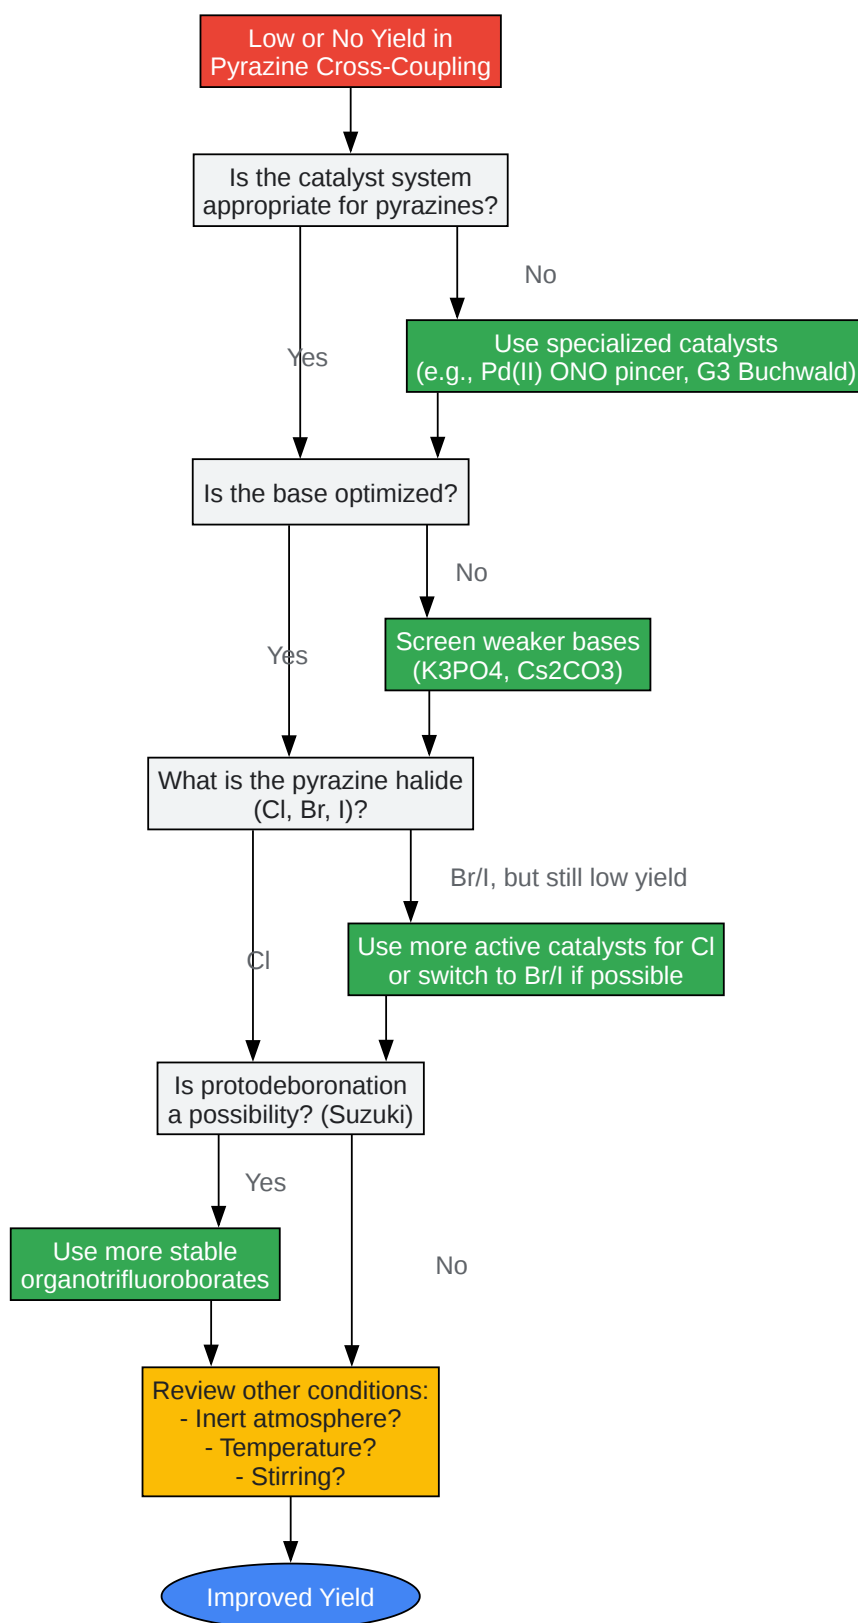 Low or No Yield in
Pyrazine Cross-Coupling
Is the catalyst system
appropriate for pyrazines?
No
Use specialized catalysts
(e.g., Pd(II) ONO pincer, G3 Buchwald)
Yes
Is the base optimized?
No
Screen weaker bases
(K3PO4, Cs2CO3)
Yes
What is the pyrazine halide
(Cl, Br, I)?
Br/I, but still low yield
Use more active catalysts for Cl
or switch to Br/I if possible
Cl
Is protodeboronation
a possibility? (Suzuki)
Yes
Use more stable
organotrifluoroborates
No
Review other conditions:
- Inert atmosphere?
- Temperature?
- Stirring?
Improved Yield